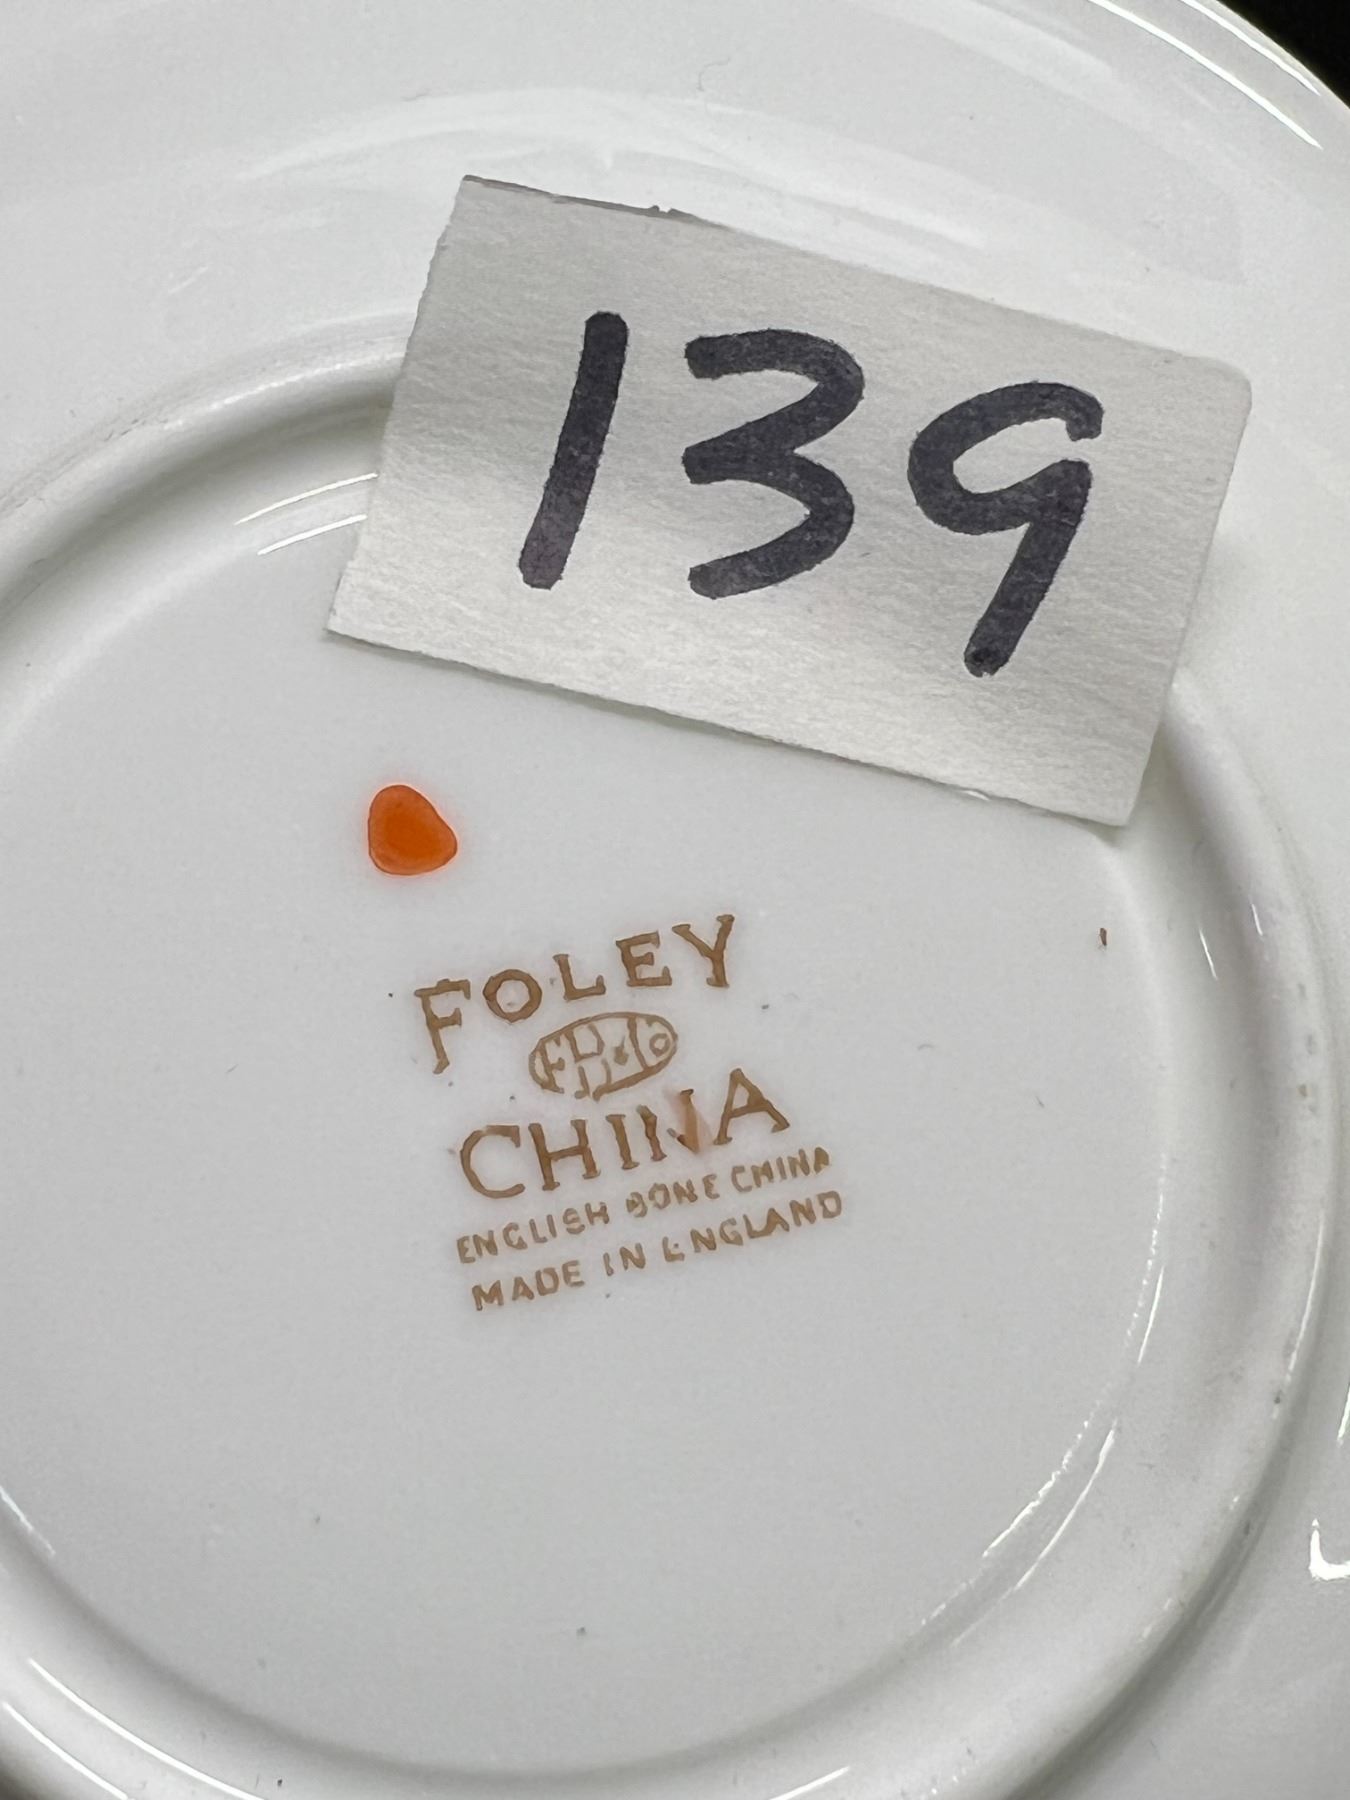 139
FOLEY
CHINA
ENGLISH BONE CHINA
MADE IN ENGLAND